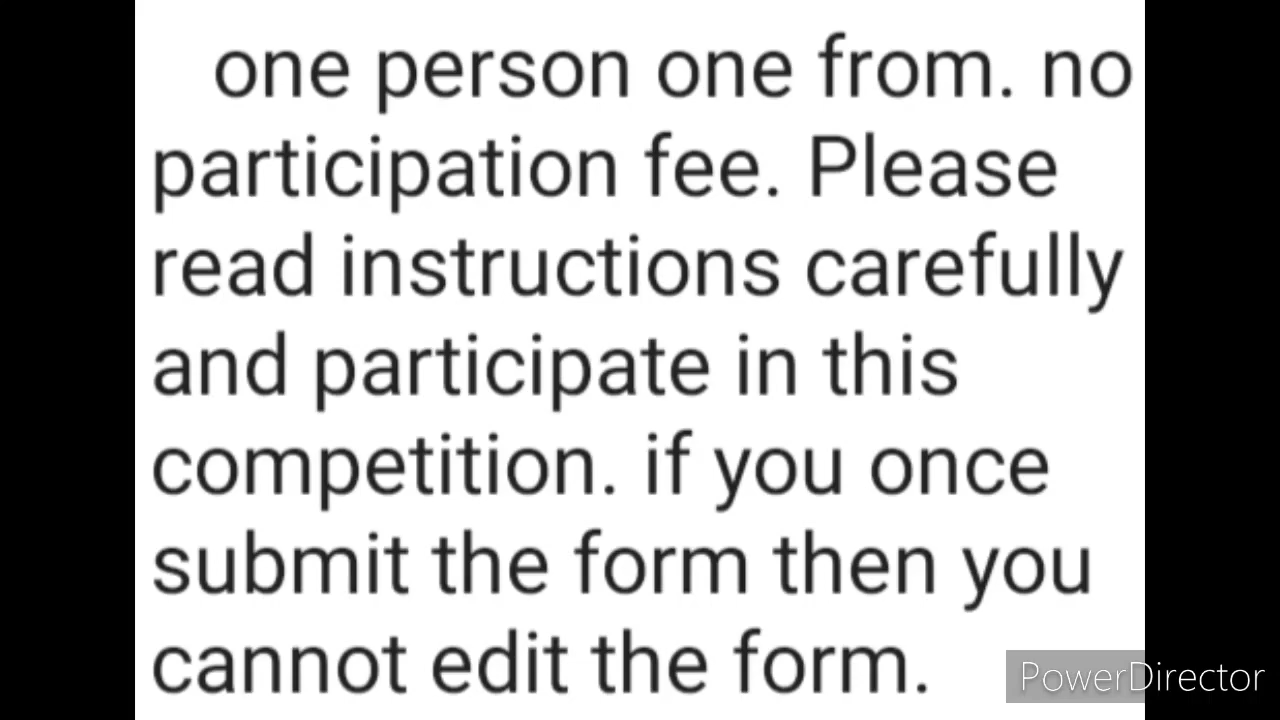 one person one from. no
participation fee. Please
read instructions carefully
and participate in this
competition. if you once
submit the form then you
cannot edit the form.
PowerDirector